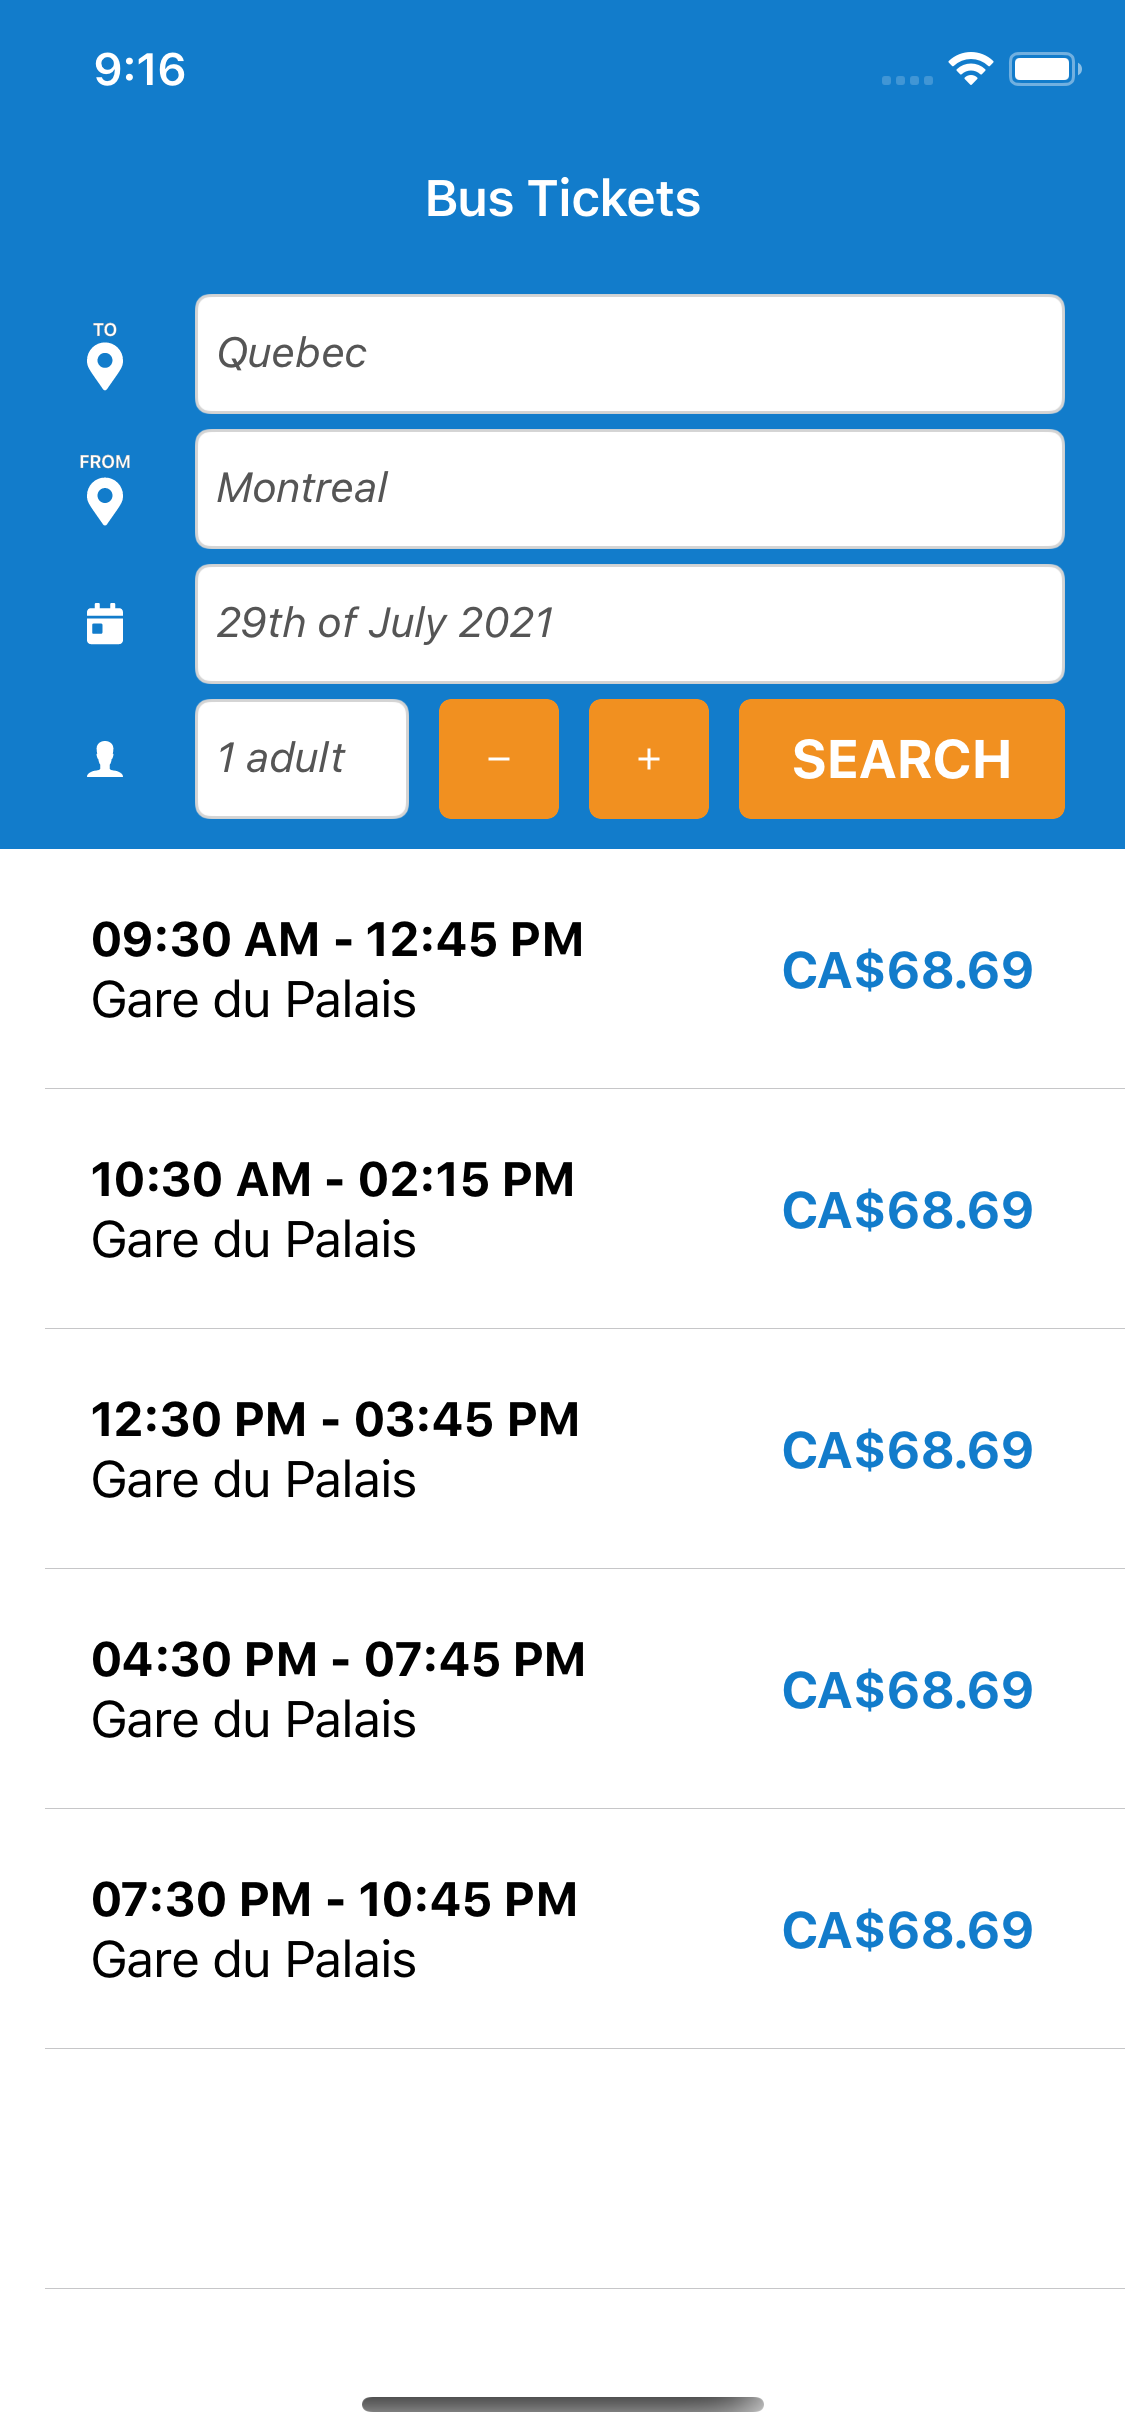 9:16
Bus Tickets
TO
Quebec
FROM
Montreal
29th of July 2021
1 adult
−
+
SEARCH
09:30 AM - 12:45 PM
Gare du Palais
CA$68.69
10:30 AM - 02:15 PM
Gare du Palais
CA$68.69
12:30 PM - 03:45 PM
Gare du Palais
CA$68.69
04:30 PM - 07:45 PM
Gare du Palais
CA$68.69
07:30 PM - 10:45 PM
Gare du Palais
CA$68.69